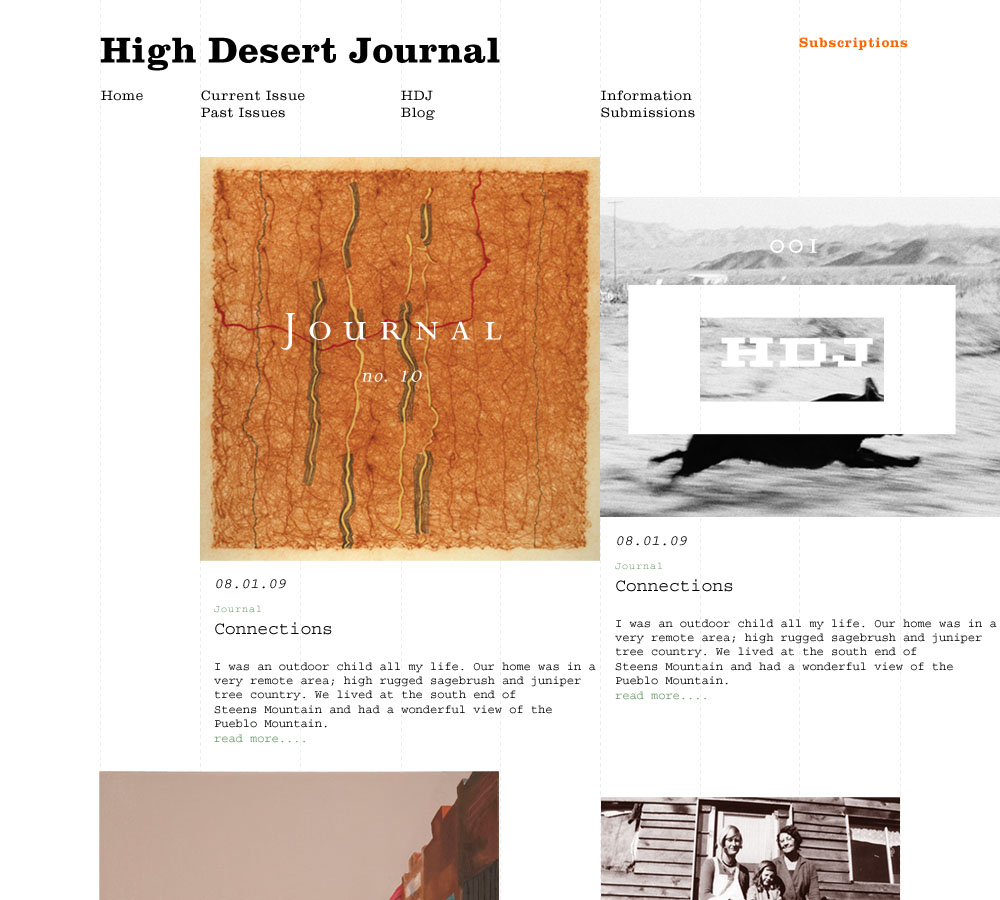 High Desert Journal
Subscriptions
Home
Current Issue
Past Issues
HDJ
Blog
Information
Submissions
JOURNAL
no. 10
08.01.09
Journal
Connections
I was an outdoor child all my life. Our home was in a
very remote area; high rugged sagebrush and juniper
tree country. We lived at the south end of
Steens Mountain and had a wonderful view of the
Pueblo Mountain.
read more....
001
HDJ
08.01.09
Journal
Connections
I was an outdoor child all my life. Our home was in a
very remote area; high rugged sagebrush and juniper
tree country. We lived at the south end of
Steens Mountain and had a wonderful view of the
Pueblo Mountain.
read more....